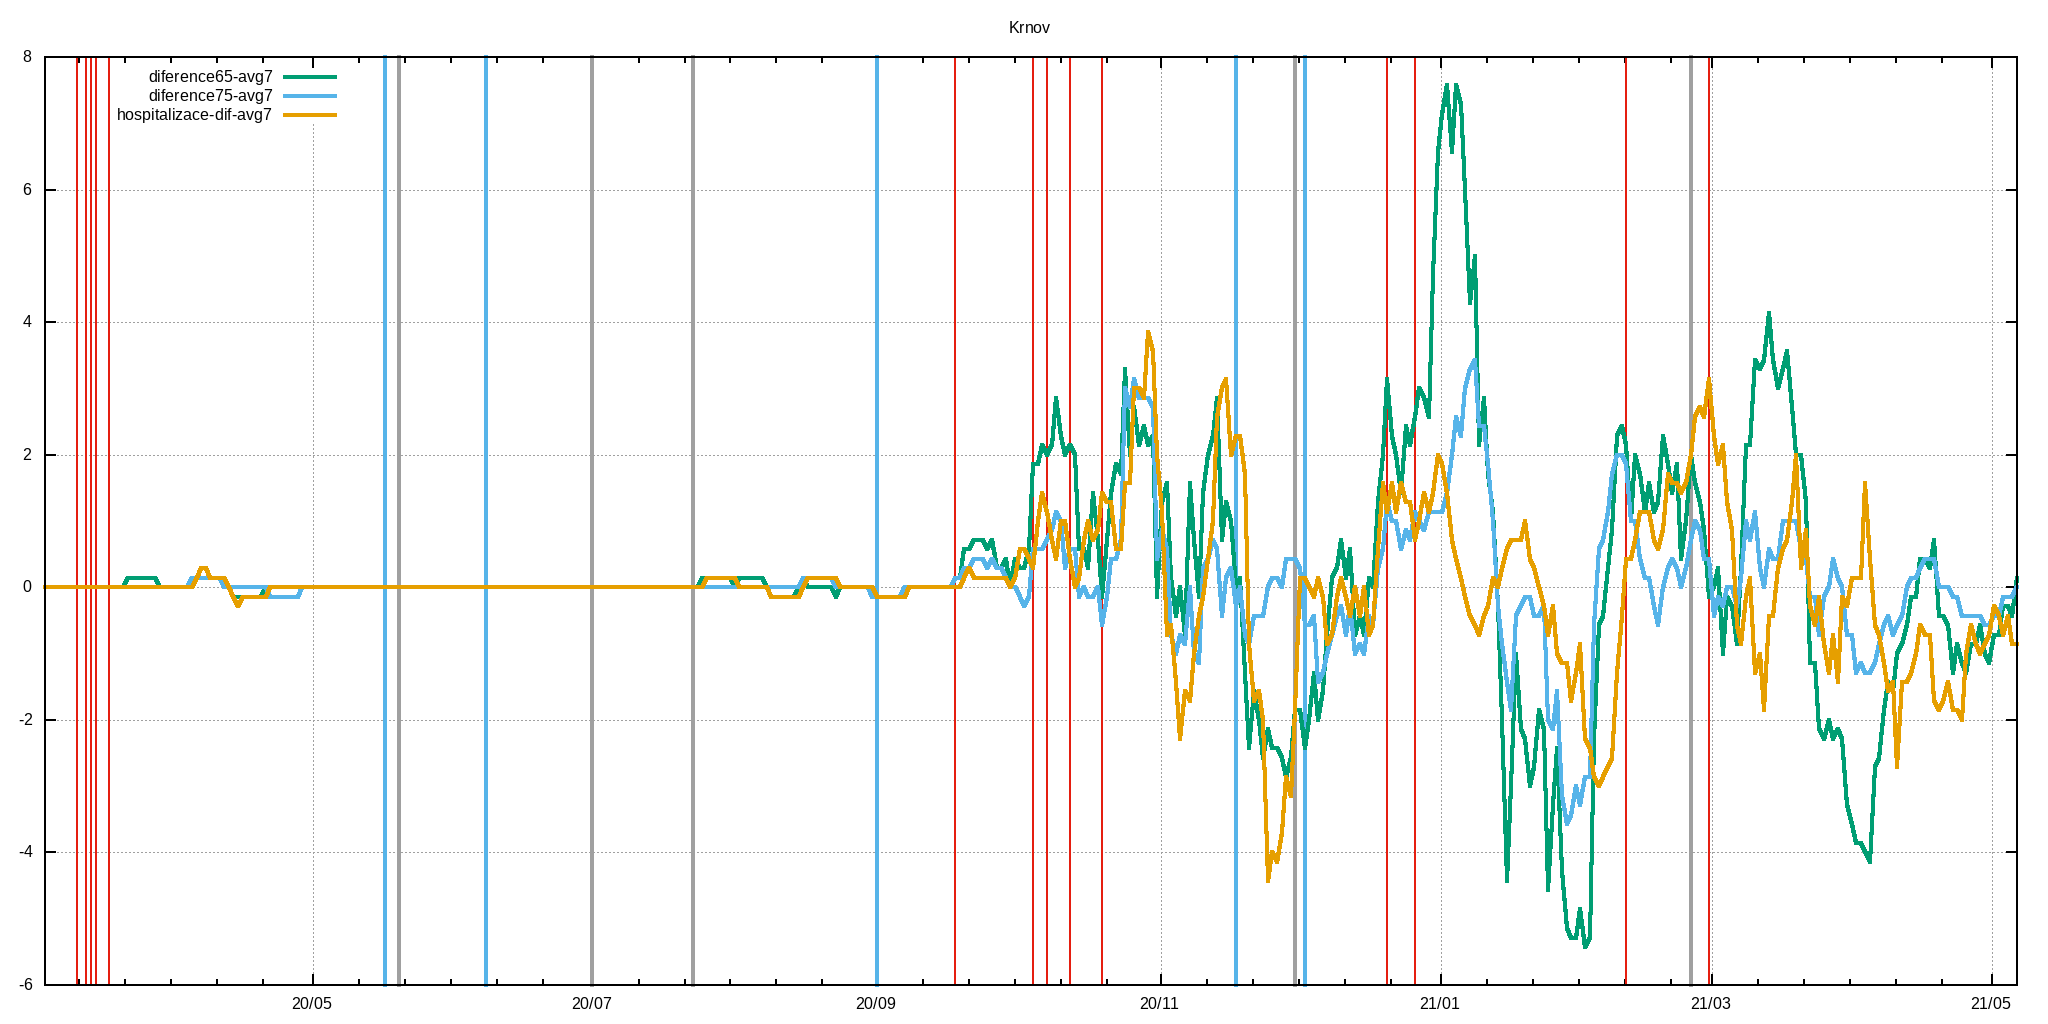 Krnov
8
diference65-avg7
diference75-avg7
hospitalizace-dif-avg7
6
4
2
0
-2
-4
-6
20/05 20/07 20/09 20/11 21/01 21/03 21/05